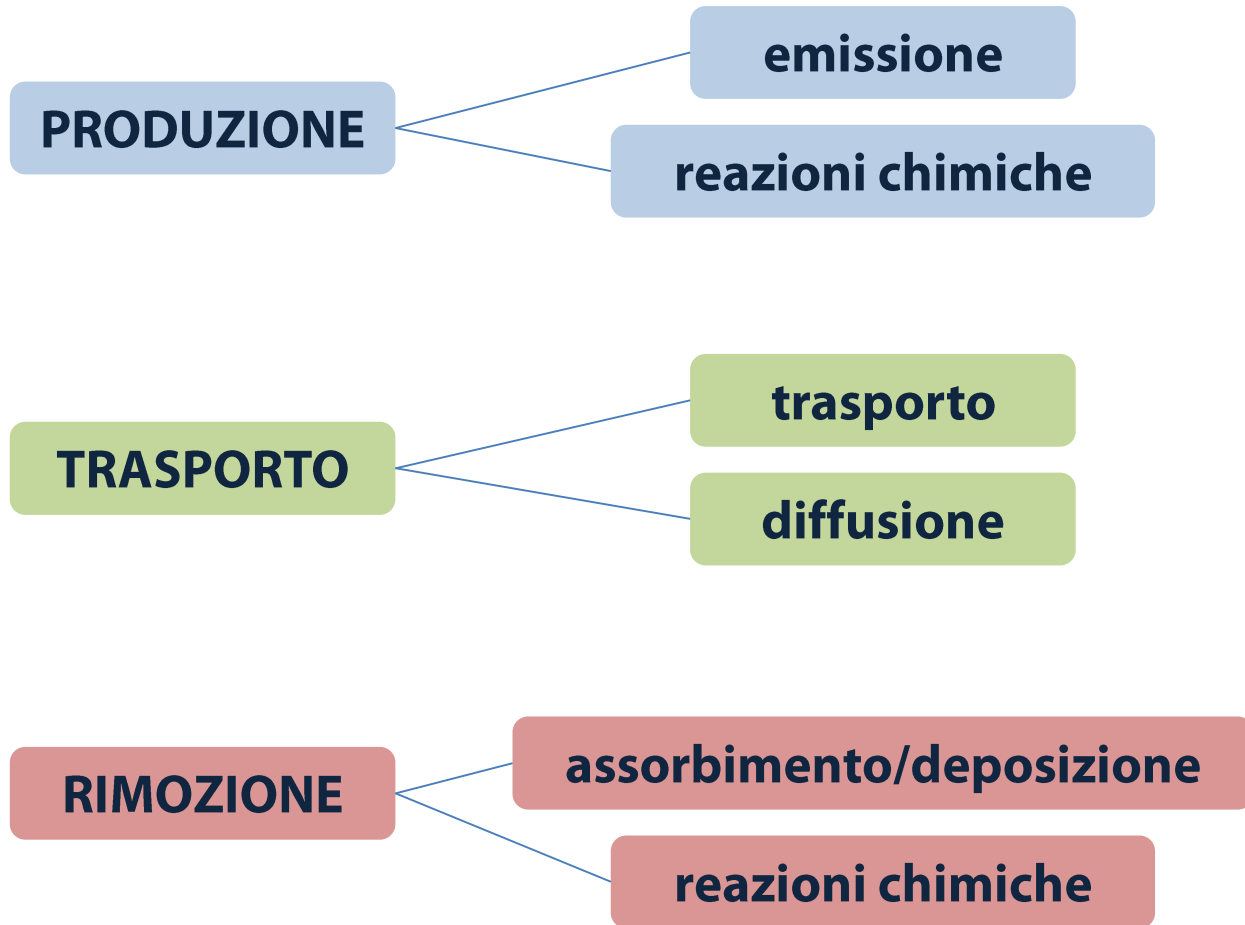 PRODUZIONE
emissione
reazioni chimiche
TRASPORTO
trasporto
diffusione
RIMOZIONE
assorbimento/deposizione
reazioni chimiche